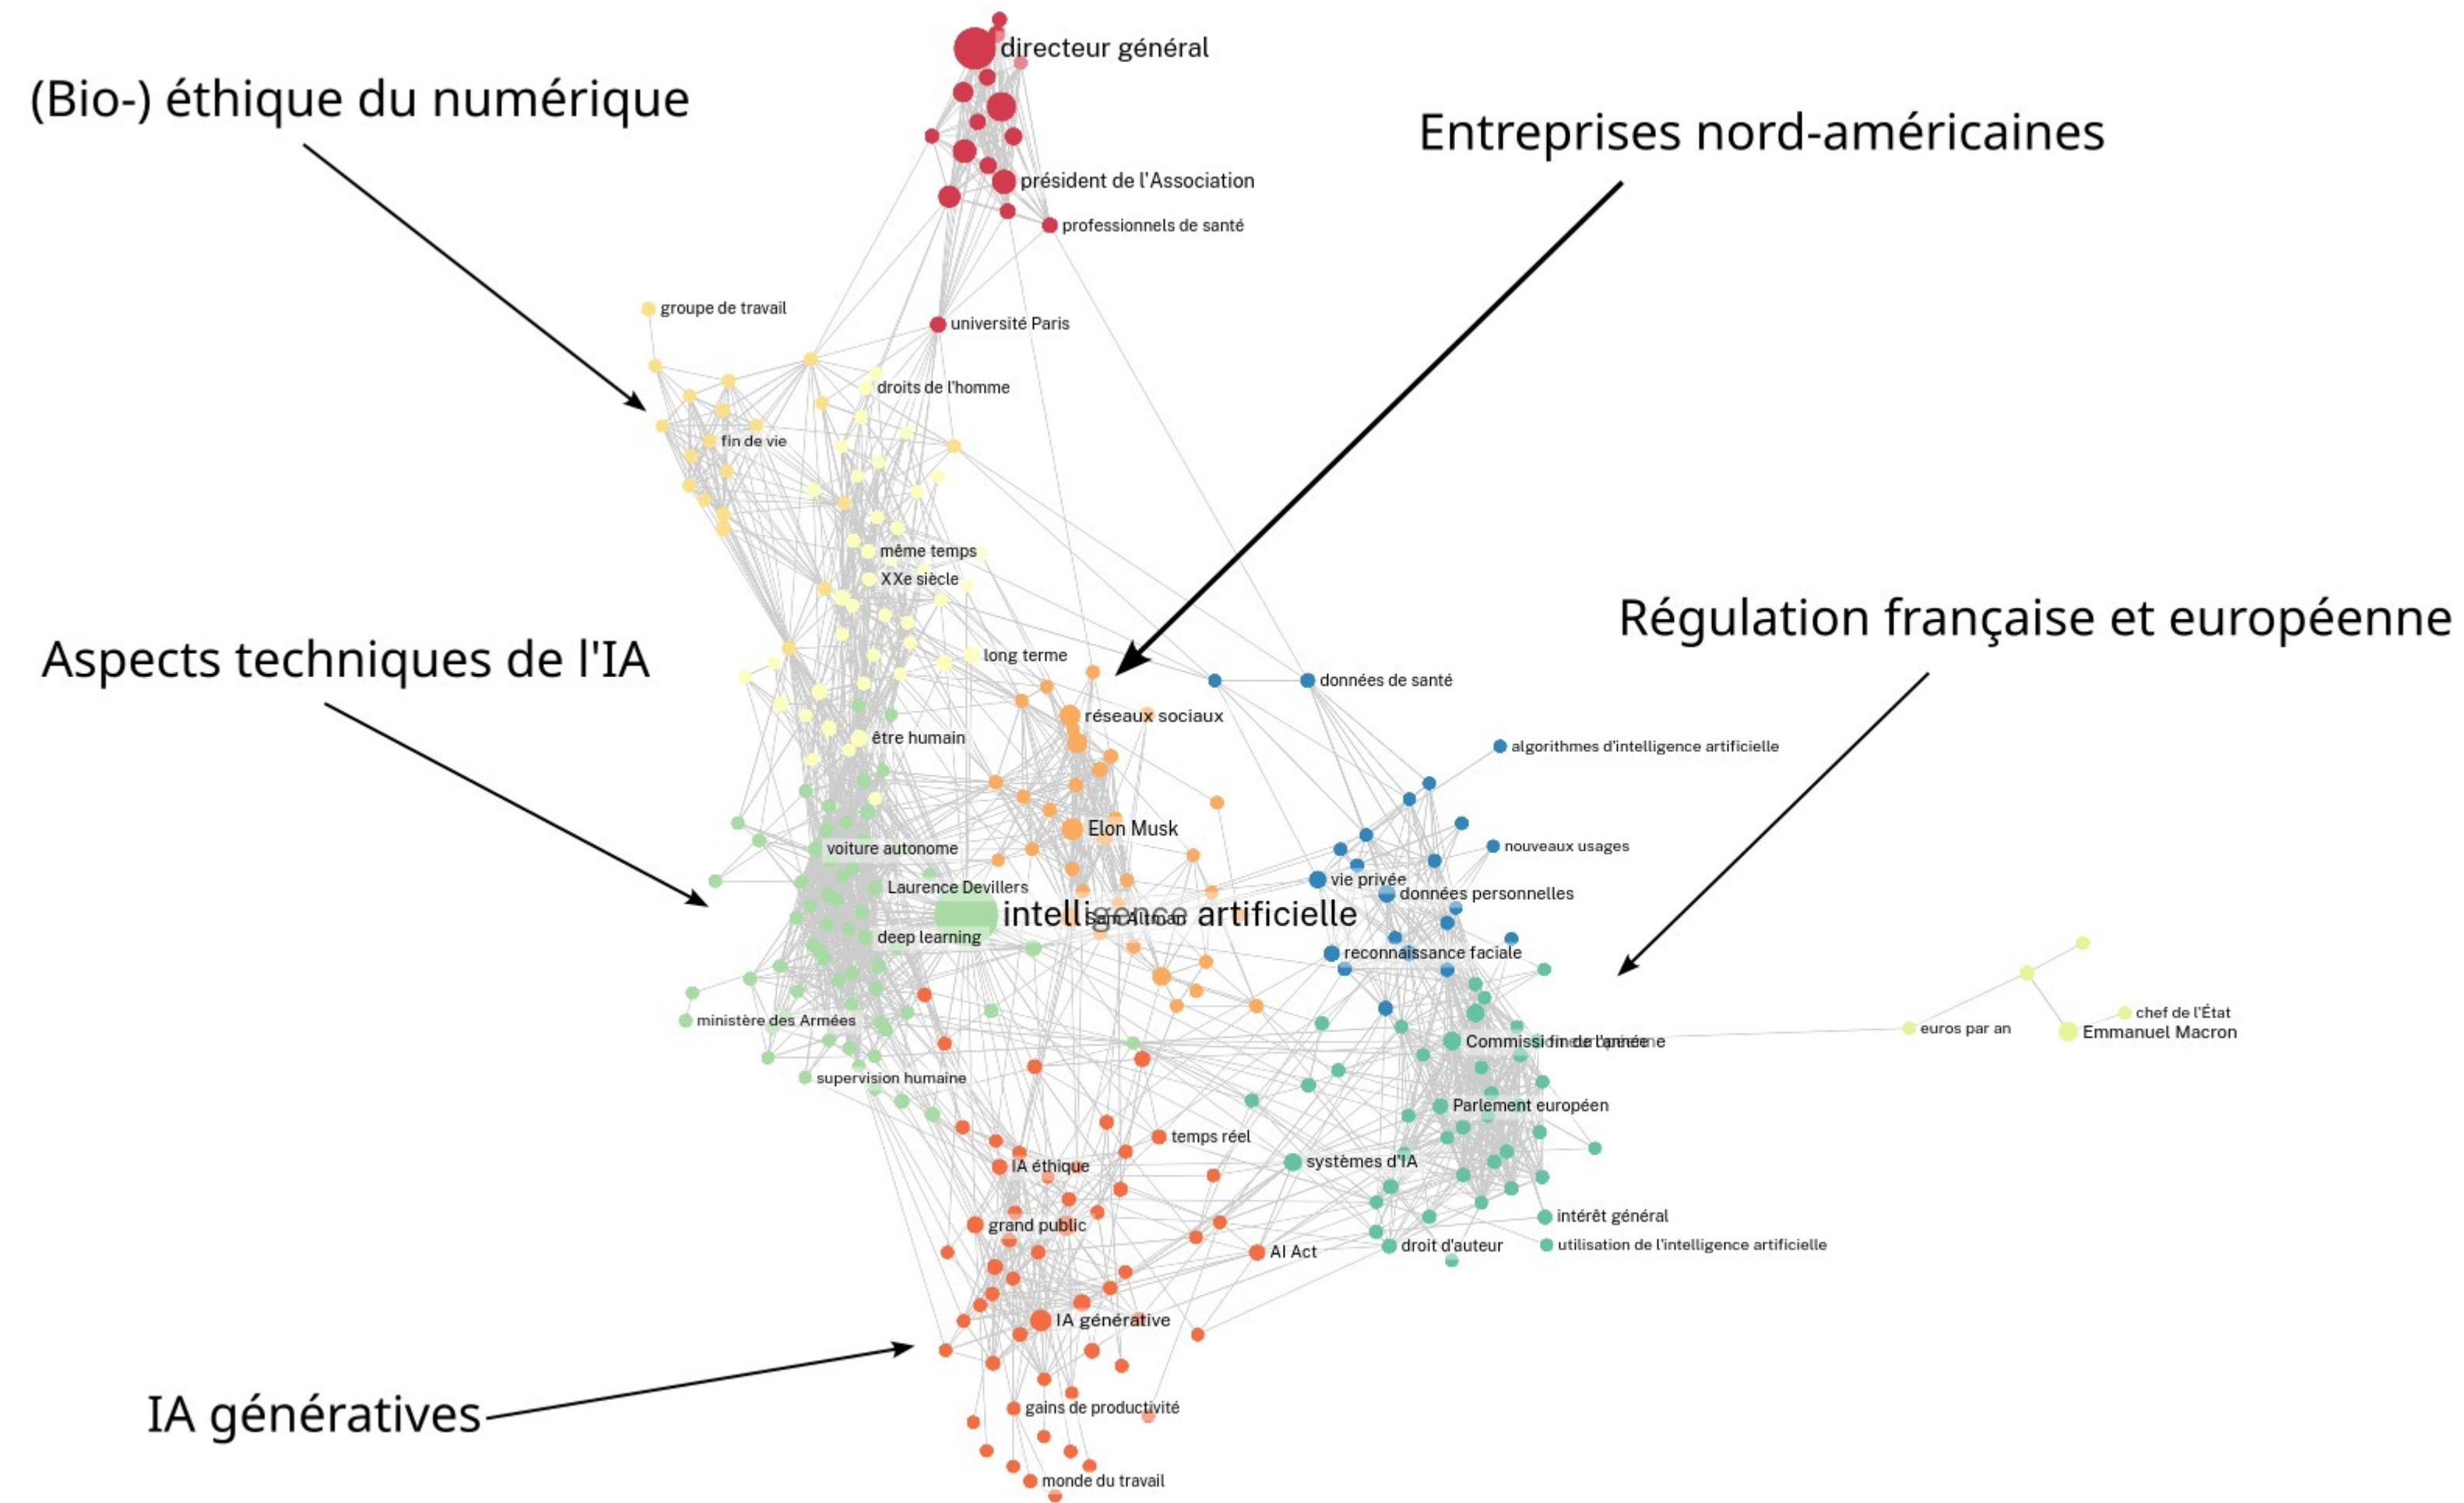 directeur général
(Bio-) éthique du numérique
Entreprises nord-américaines
président de l'Association
professionnels de santé
groupe de travail
université Paris
droits de l'homme
fin de vie
même temps
XXe siècle
Régulation française et européenne
Aspects techniques de l'IA
long terme
données de santé
réseaux sociaux
être humain
algorithmes d'intelligence artificielle
Elon Musk
voiture autonome
nouveaux usages
vie privée
Laurence Devillers
données personnelles
intelligence artificielle
Sam Altman
deep learning
reconnaissance faciale
chef de l'État
ministère des Armées
euros par an
Emmanuel Macron
fin de l'année
supervision humaine
Parlement européen
temps réel
IA éthique
systèmes d'IA
intérêt général
grand public
droit d'auteur
utilisation de l'intelligence artificielle
AI Act
IA générative
IA génératives
gains de productivité
monde du travail